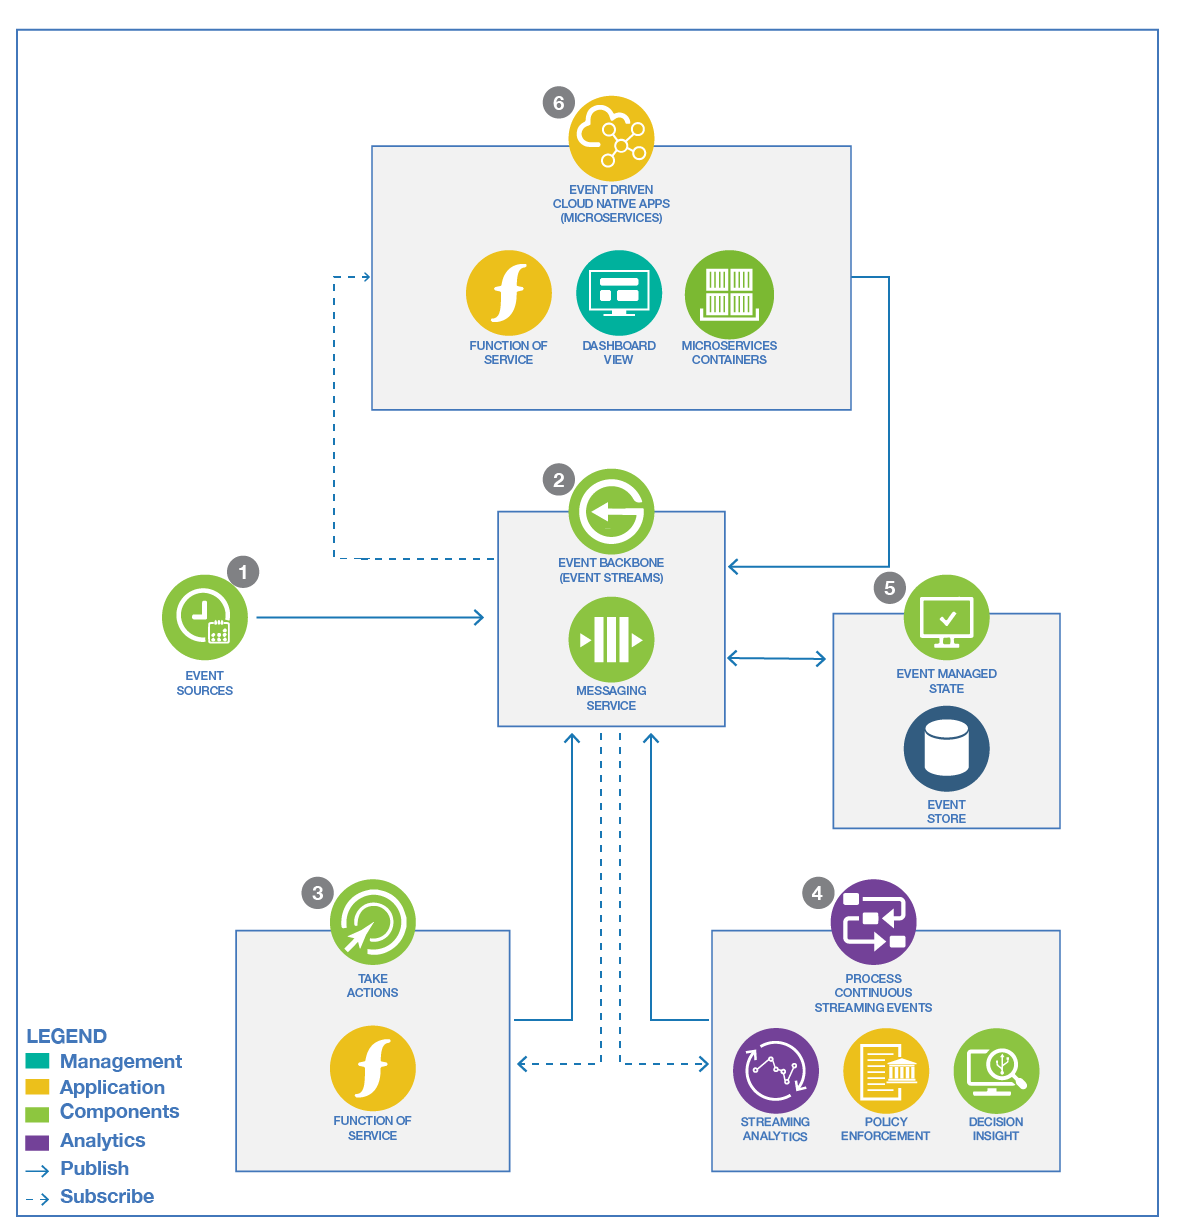 6
EVENT DRIVEN
CLOUD NATIVE APPS
(MICROSERVICES)
FUNCTION OF
SERVICE
DASHBOARD
VIEW
MICROSERVICES
CONTAINERS
2
EVENT BACKBONE
(EVENT STREAMS)
MESSAGING
SERVICE
1
EVENT
SOURCES
5
EVENT MANAGED
STATE
EVENT
STORE
3
TAKE
ACTIONS
FUNCTION OF
SERVICE
4
PROCESS
CONTINUOUS
STREAMING EVENTS
STREAMING
ANALYTICS
POLICY
ENFORCEMENT
DECISION
INSIGHT
LEGEND
Management
Application
Components
Analytics
Publish
Subscribe